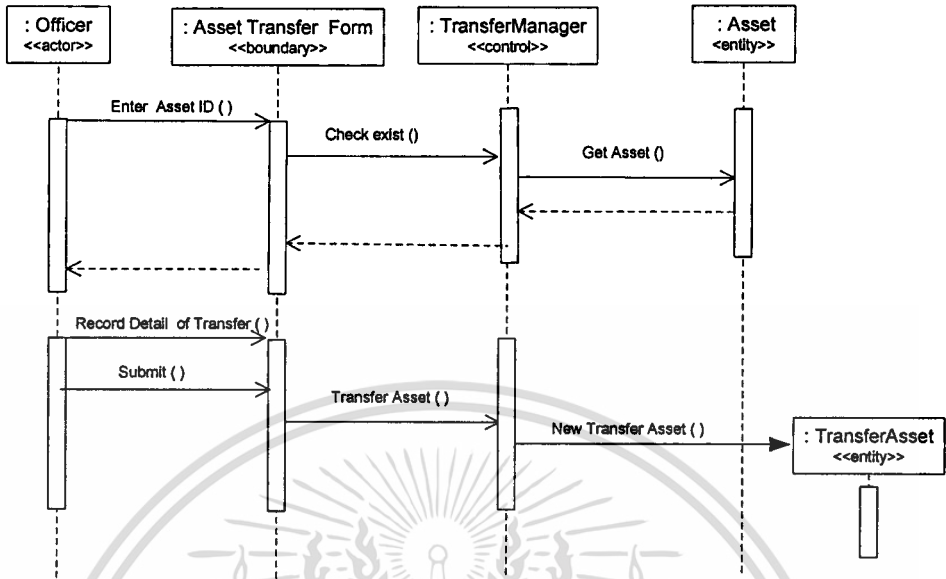 : Officer
<<actor>>
: Asset Transfer Form
<<boundary>>
: TransferManager
<<control>>
: Asset
<entity>>
Enter Asset ID ( )
Check exist ()
Get Asset ()
Record Detail of Transfer ( )
Submit ( )
Transfer Asset ( )
New Transfer Asset ( )
: TransferAsset
<<entity>>